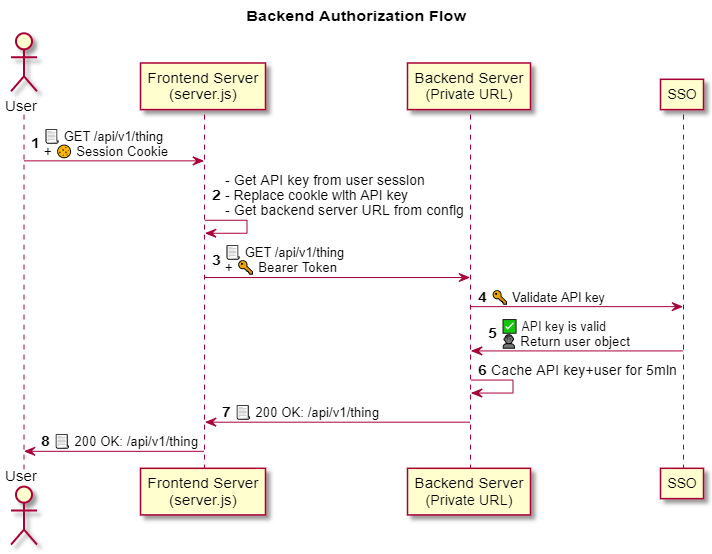 Backend Authorization Flow
User
Frontend Server
(server.js)
Backend Server
(Private URL)
SSO
1 GET /api/v1/thing
+ Session Cookie
- Get API key from user session
2 - Replace cookie with API key
- Get backend server URL from config
3 GET /api/v1/thing
+ Bearer Token
4 Validate API key
5 API key is valid
Return user object
6 Cache API key+user for 5min
7 200 OK: /api/v1/thing
8 200 OK: /api/v1/thing
User
Frontend Server
(server.js)
Backend Server
(Private URL)
SSO